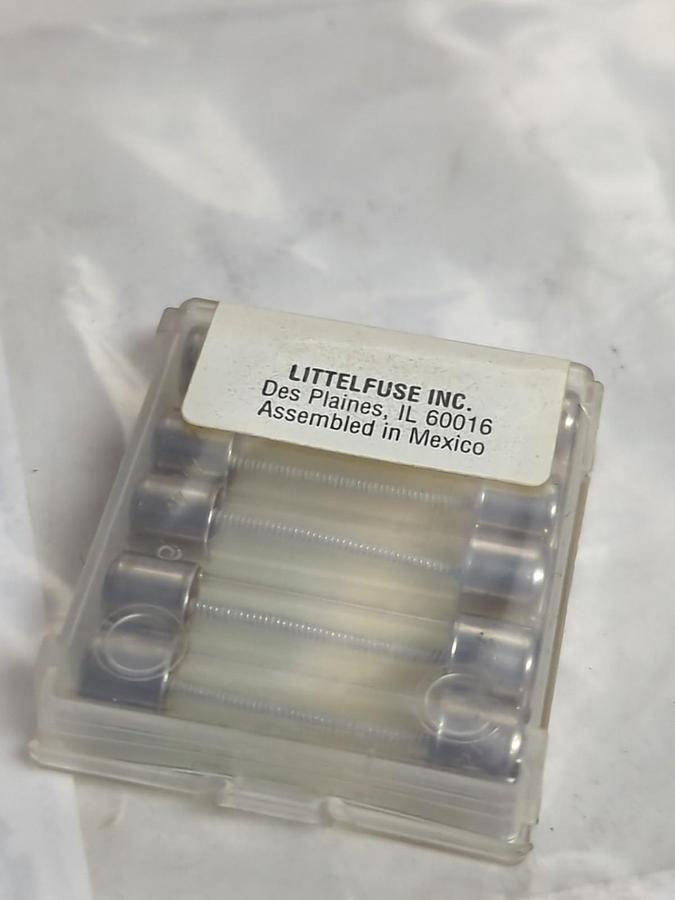 LITTELFUSE INC.
Des Plaines, IL 60016
Assembled in Mexico